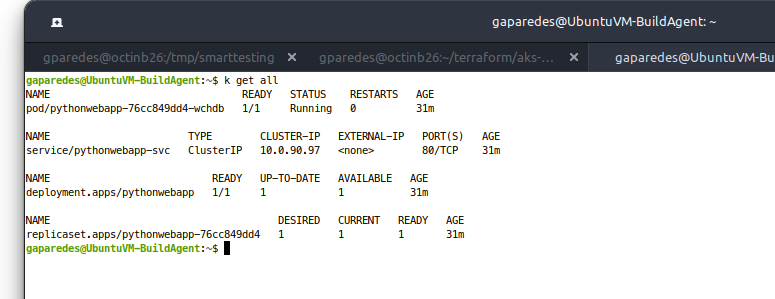 gaparedes@UbuntuVM-BuildAgent: ~
gparedes@octinb26:/tmp/smarttesting × gparedes@octinb26:~/terraform/aks-... × gaparedes@UbuntuVM-Bu
gaparedes@UbuntuVM-BuildAgent:~$ k get all
NAME READY STATUS RESTARTS AGE
pod/pythonwebapp-76cc849dd4-wchdb 1/1 Running 0 31m
NAME TYPE CLUSTER-IP EXTERNAL-IP PORT(S) AGE
service/pythonwebapp-svc ClusterIP 10.0.90.97 <none> 80/TCP 31m
NAME READY UP-TO-DATE AVAILABLE AGE
deployment.apps/pythonwebapp 1/1 1 1 31m
NAME DESIRED CURRENT READY AGE
replicaset.apps/pythonwebapp-76cc849dd4 1 1 1 31m
gaparedes@UbuntuVM-BuildAgent:~$